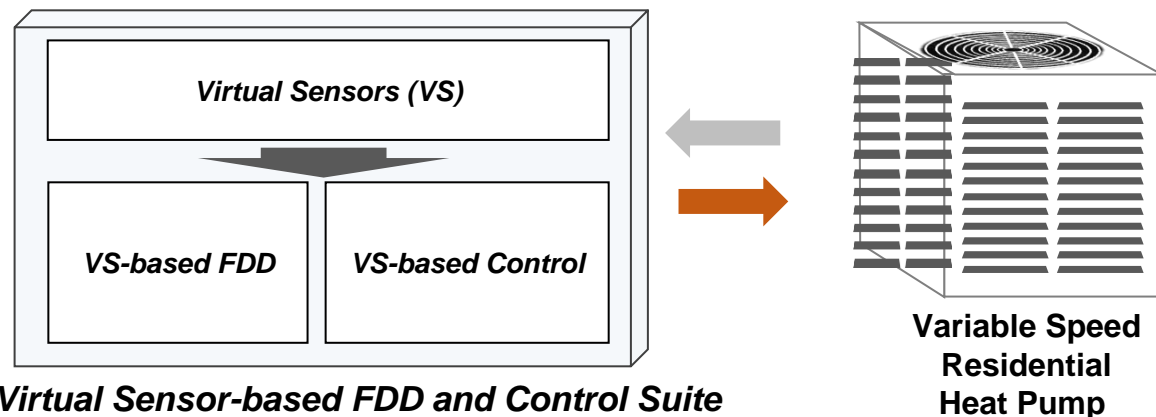 Virtual Sensors (VS)
VS-based FDD
VS-based Control
Virtual Sensor-based FDD and Control Suite
Variable Speed
Residential
Heat Pump